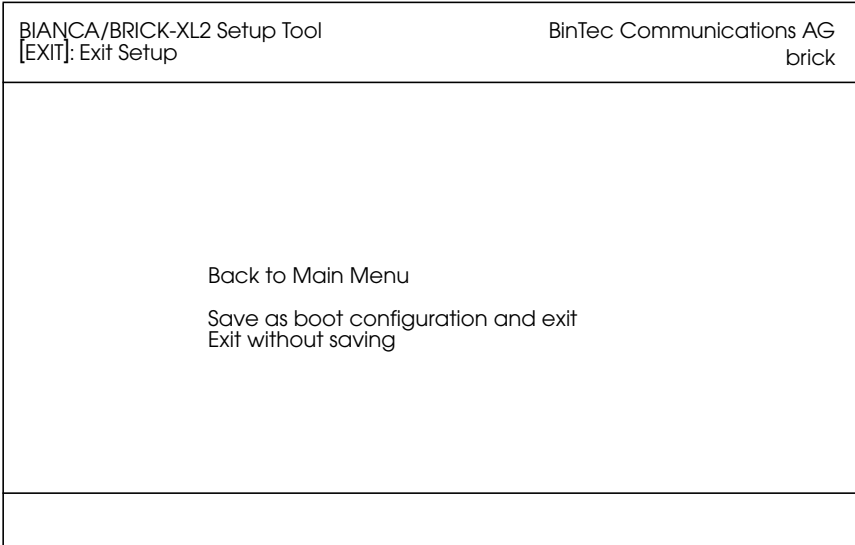 BIANCA/BRICK-XL2 Setup Tool BinTec Communications AG
[EXIT]: Exit Setup brick
Back to Main Menu
Save as boot configuration and exit
Exit without saving